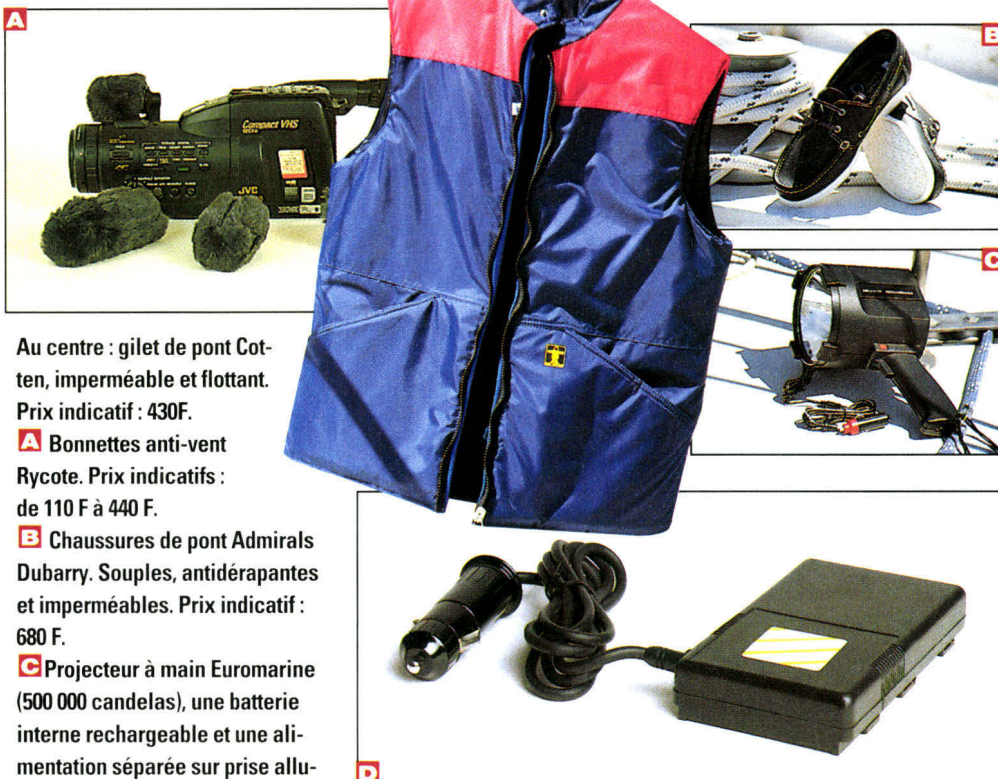 A
B
Compact VHS
JVC
C
Au centre : gilet de pont Cot-
ten, imperméable et flottant.
Prix indicatif : 430F.
A Bonnettes anti-vent
Rycote. Prix indicatifs :
de 110 F à 440 F.
B Chaussures de pont Admirals
Dubarry. Souples, antidérapantes
et imperméables. Prix indicatif :
680 F.
C Projecteur à main Euromarine
(500 000 candelas), une batterie
interne rechargeable et une ali-
mentation séparée sur prise allu-
D